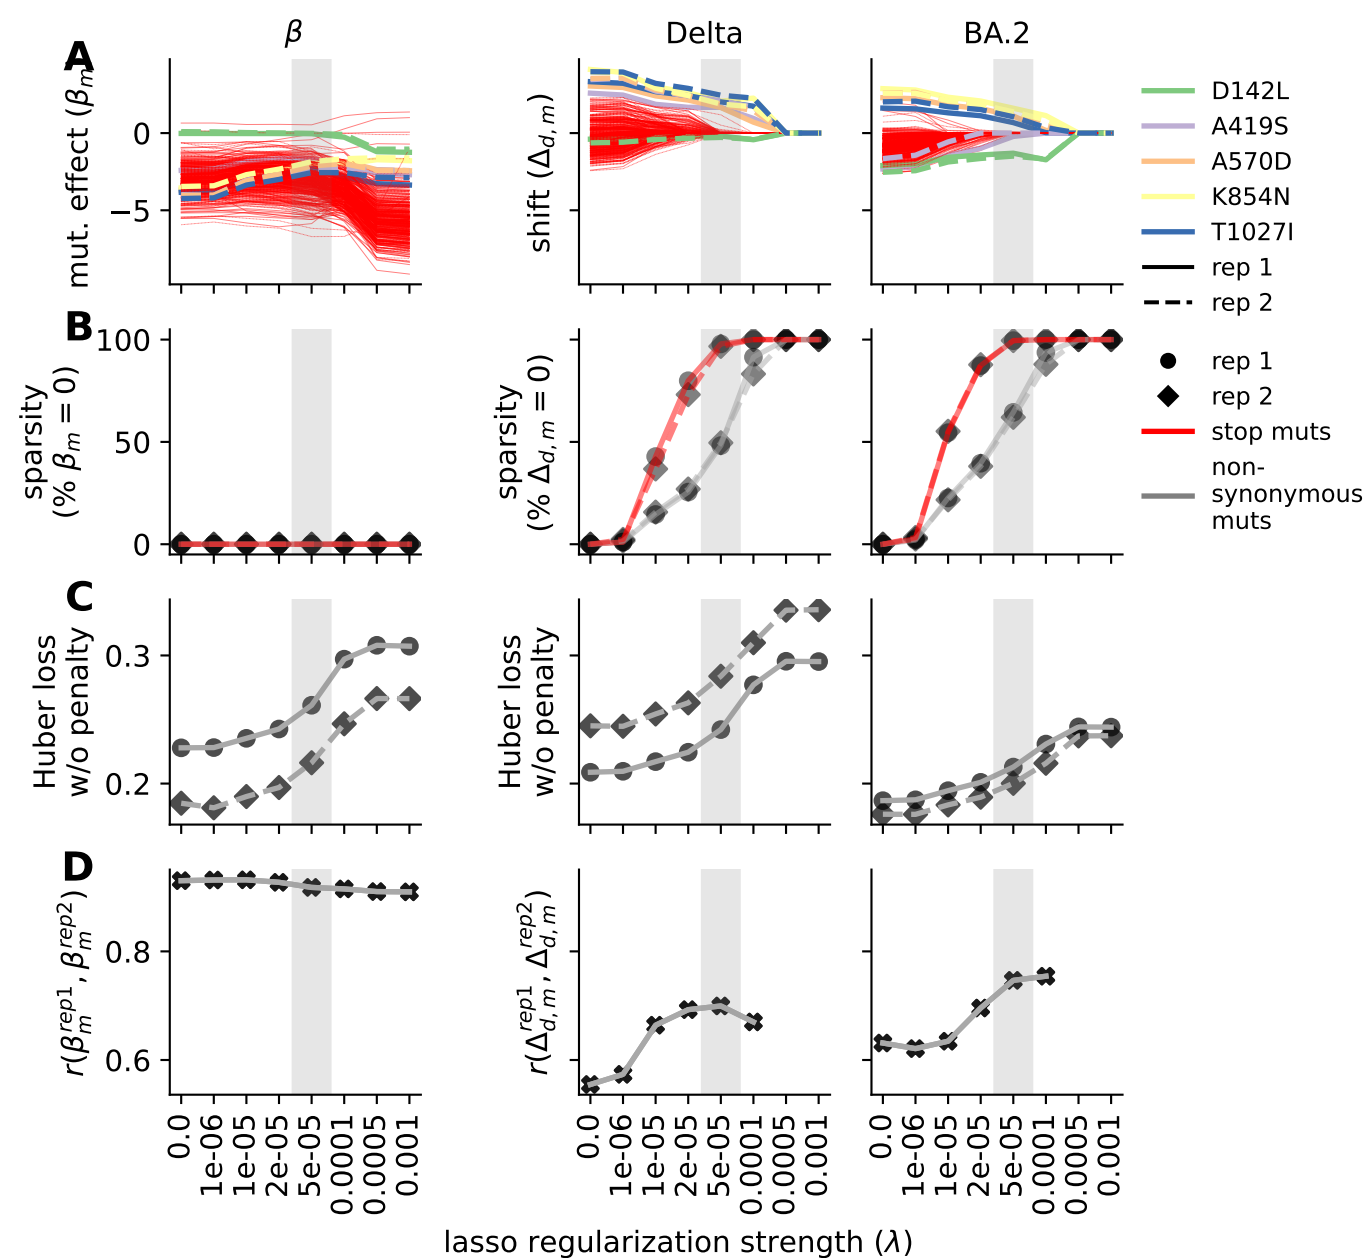 β
Delta
BA.2
A
mut. effect (βm
0
−5
shift (Δd, m)
D142L
A419S
A570D
K854N
T1027I
rep 1
rep 2
B
sparsity
(% βm = 0)
100
50
0
sparsity
(% Δd, m = 0)
rep 1
rep 2
stop muts
non-
synonymous
muts
C
Huber loss
w/o penalty
0.3
0.2
Huber loss
w/o penalty
D
r(βm^rep1, βm^rep2)
0.8
0.6
r(Δd, m^rep1, Δd, m^rep2)
0.0 1e-06 1e-05 2e-05 5e-05 0.0001 0.0005 0.001
0.0 1e-06 1e-05 2e-05 5e-05 0.0001 0.0005 0.001
0.0 1e-06 1e-05 2e-05 5e-05 0.0001 0.0005 0.001
lasso regularization strength (λ)